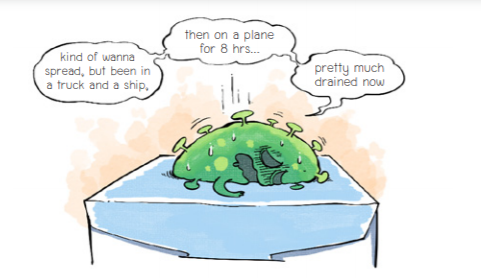 kind of wanna
spread, but been in
a truck and a ship,
then on a plane
for 8 hrs...
pretty much
drained now